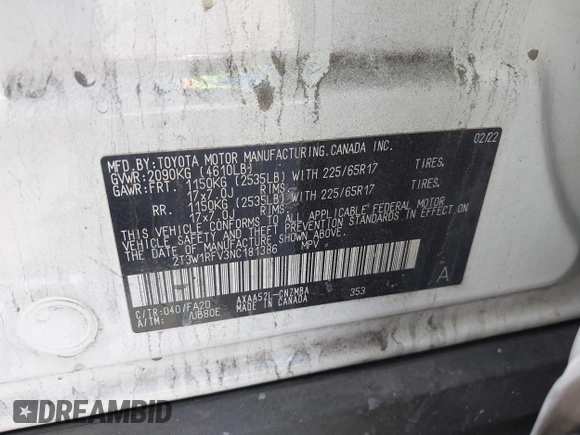 MFD.BY:TOYOTA MOTOR MANUFACTURING.CANADA INC. 02/22
GVWR:2090KG (4610LB)
GAWR:FRT. 1150KG (2535LB) WITH 225/65R17 TIRES.
17x7.0J RIMS
RR. 1150KG (2535LB) WITH 225/65R17 TIRES.
17x7.0J RIMS
THIS VEHICLE CONFORMS TO ALL APPLICABLE FEDERAL MOTOR
VEHICLE SAFETY AND THEFT PREVENTION STANDARDS IN EFFECT ON
THE DATE OF MANUFACTURE SHOWN ABOVE.
2T3W1RFV3NC181386 MPV
C/TR:040/FA20 AXAA52L-CNZMBA 353 A
A/TM: /UB80E MADE IN CANADA
DREAMBID